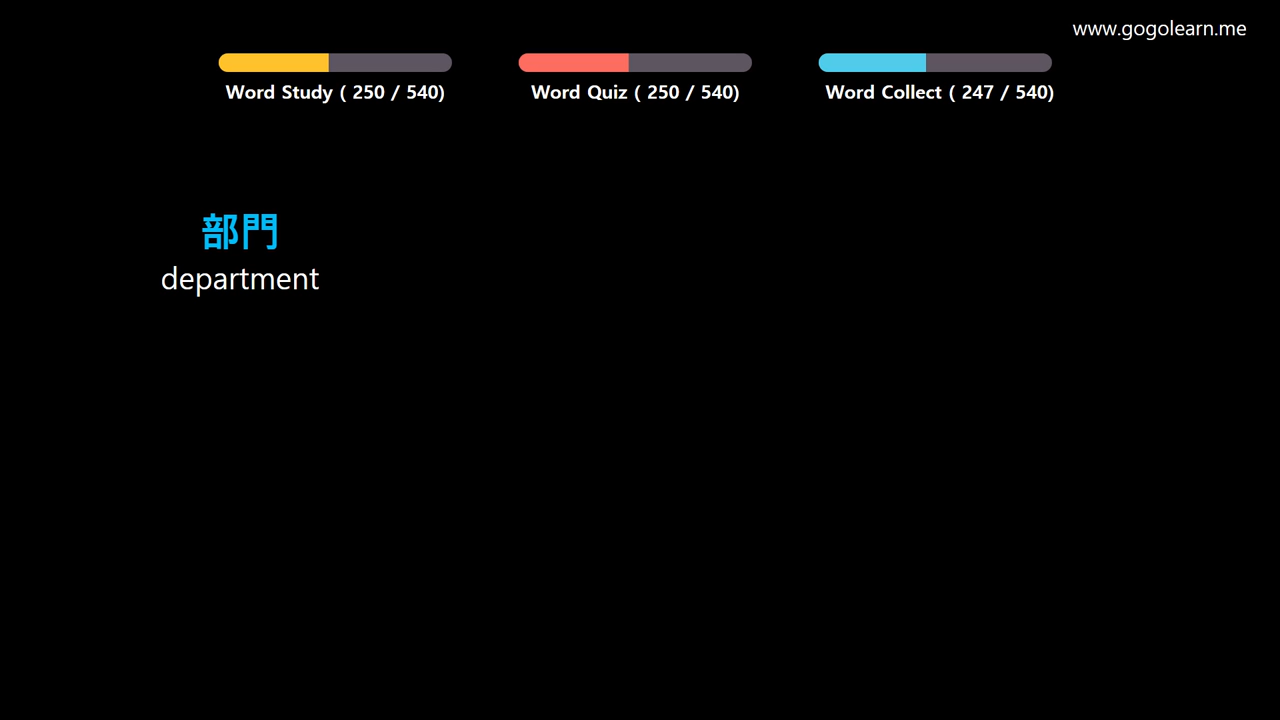 www.gogolearn.me
Word Study ( 250 / 540)
Word Quiz ( 250 / 540)
Word Collect ( 247 / 540)
部門
department